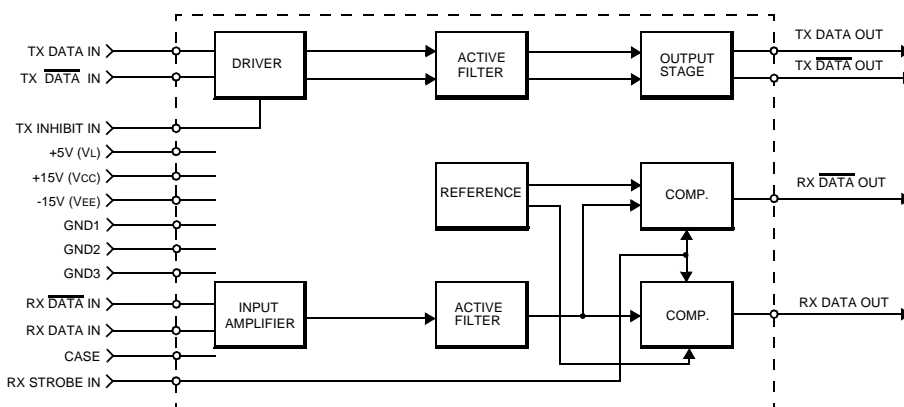 TX DATA IN
TX DATA IN
TX INHIBIT IN
+5V (VL)
+15V (VCC)
-15V (VEE)
GND1
GND2
GND3
RX DATA IN
RX DATA IN
CASE
RX STROBE IN
DRIVER
ACTIVE
FILTER
OUTPUT
STAGE
REFERENCE
COMP.
INPUT
AMPLIFIER
ACTIVE
FILTER
COMP.
TX DATA OUT
TX DATA OUT
RX DATA OUT
RX DATA OUT